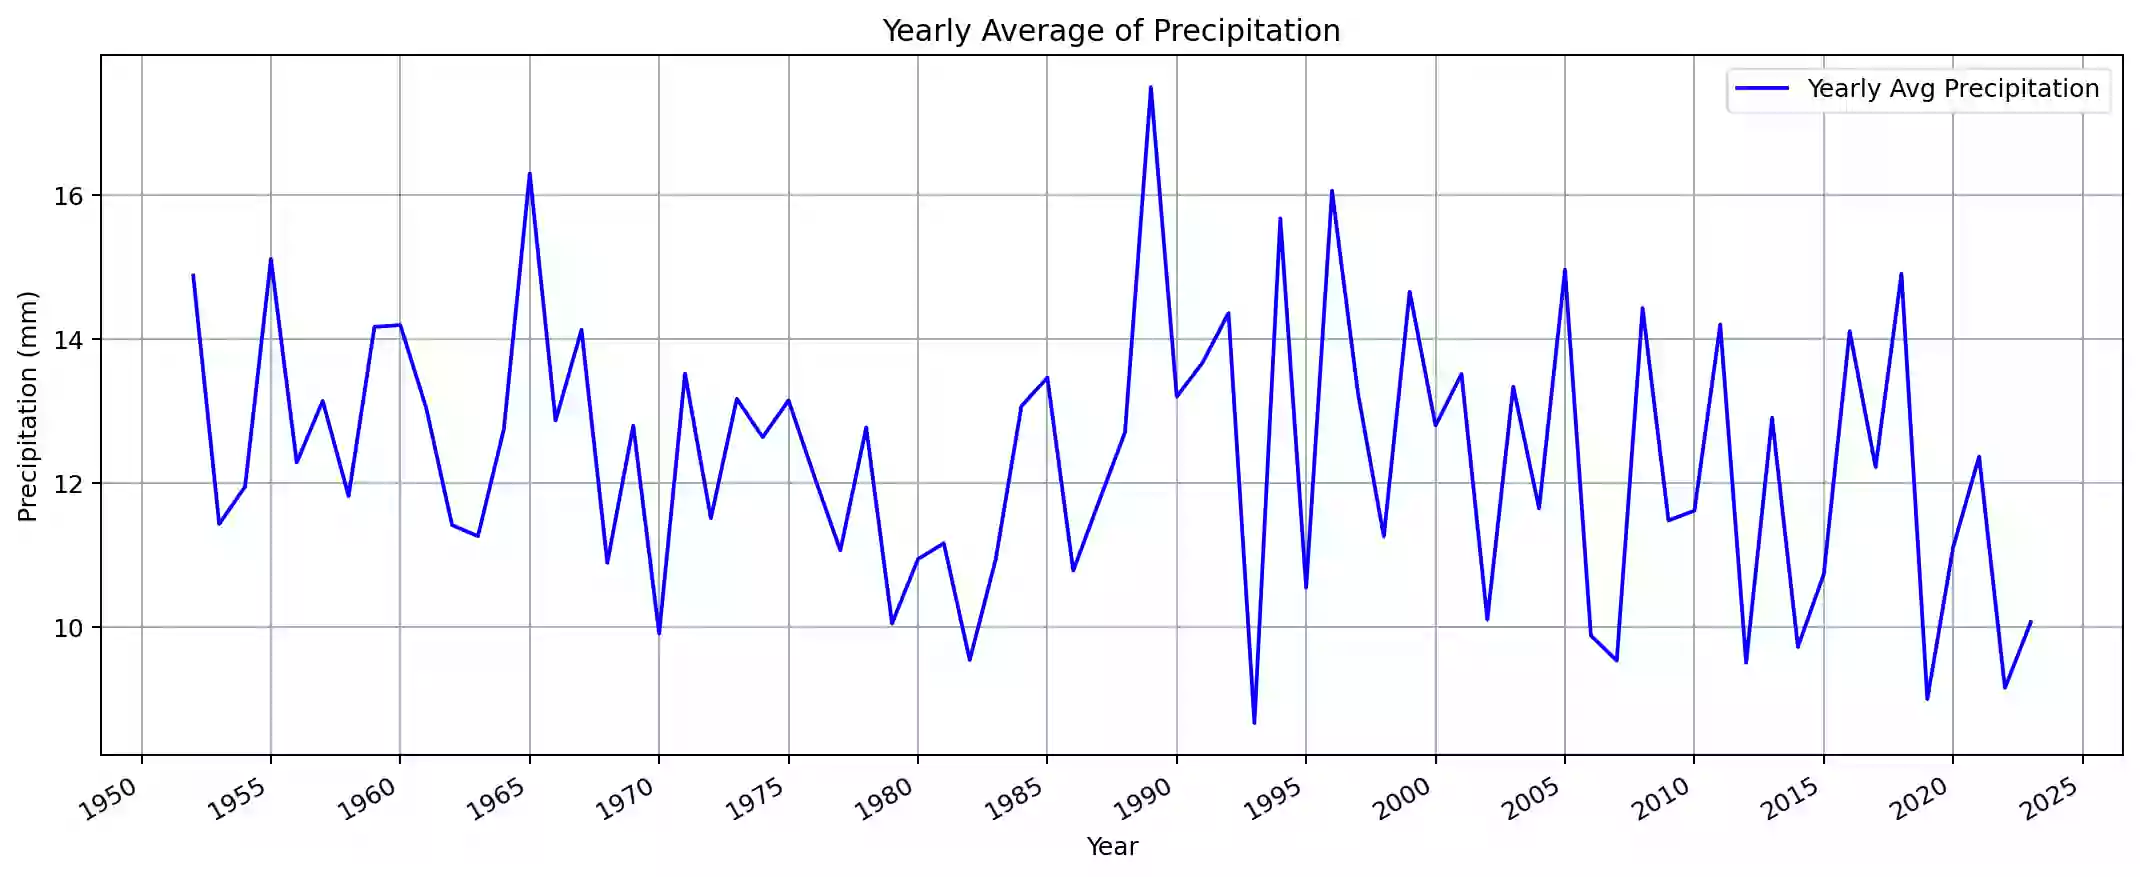 Yearly Average of Precipitation
Yearly Avg Precipitation
Precipitation (mm)
16
14
12
10
1950 1955 1960 1965 1970 1975 1980 1985 1990 1995 2000 2005 2010 2015 2020 2025
Year